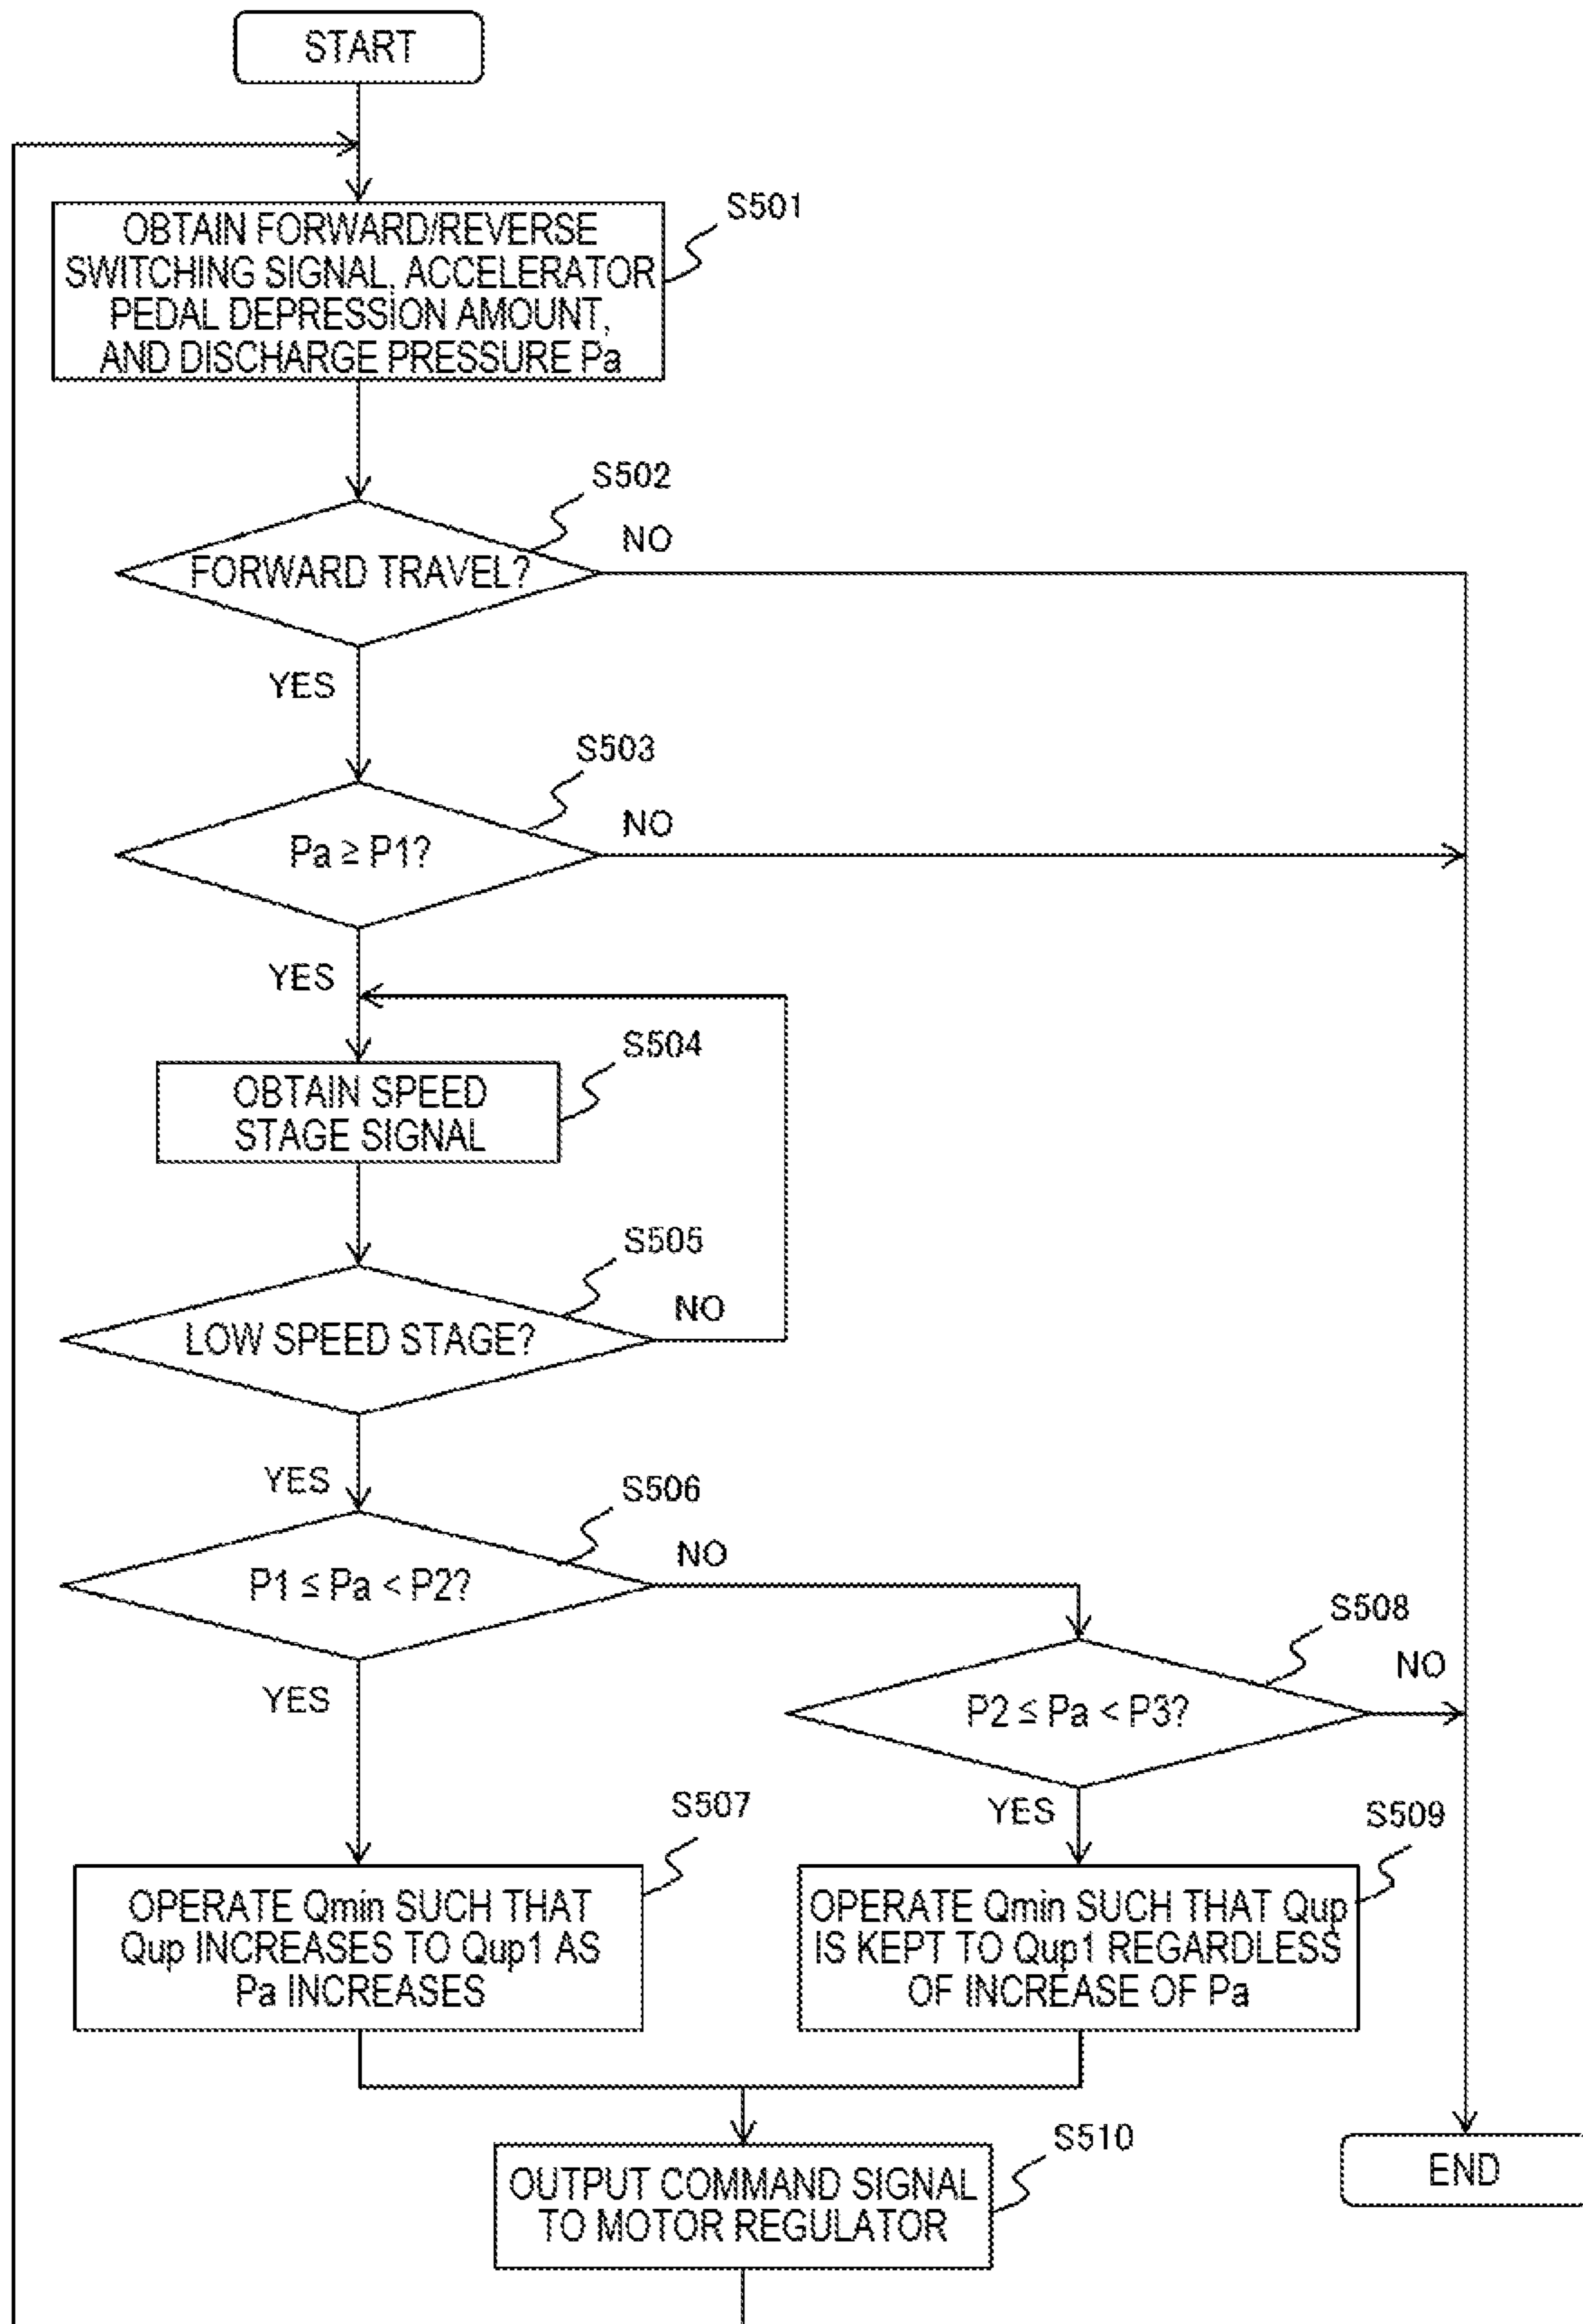 START
S501
OBTAIN FORWARD/REVERSE
SWITCHING SIGNAL, ACCELERATOR
PEDAL DEPRESSION AMOUNT,
AND DISCHARGE PRESSURE Pa
S502
FORWARD TRAVEL?
NO
YES
S503
Pa ≥ P1?
NO
YES
S504
OBTAIN SPEED
STAGE SIGNAL
S505
LOW SPEED STAGE?
NO
YES
S506
P1 ≤ Pa < P2?
NO
YES
S508
P2 ≤ Pa < P3?
NO
YES
S507
OPERATE Qmin SUCH THAT
Qup INCREASES TO Qup1 AS
Pa INCREASES
S509
OPERATE Qmin SUCH THAT Qup
IS KEPT TO Qup1 REGARDLESS
OF INCREASE OF Pa
S510
OUTPUT COMMAND SIGNAL
TO MOTOR REGULATOR
END